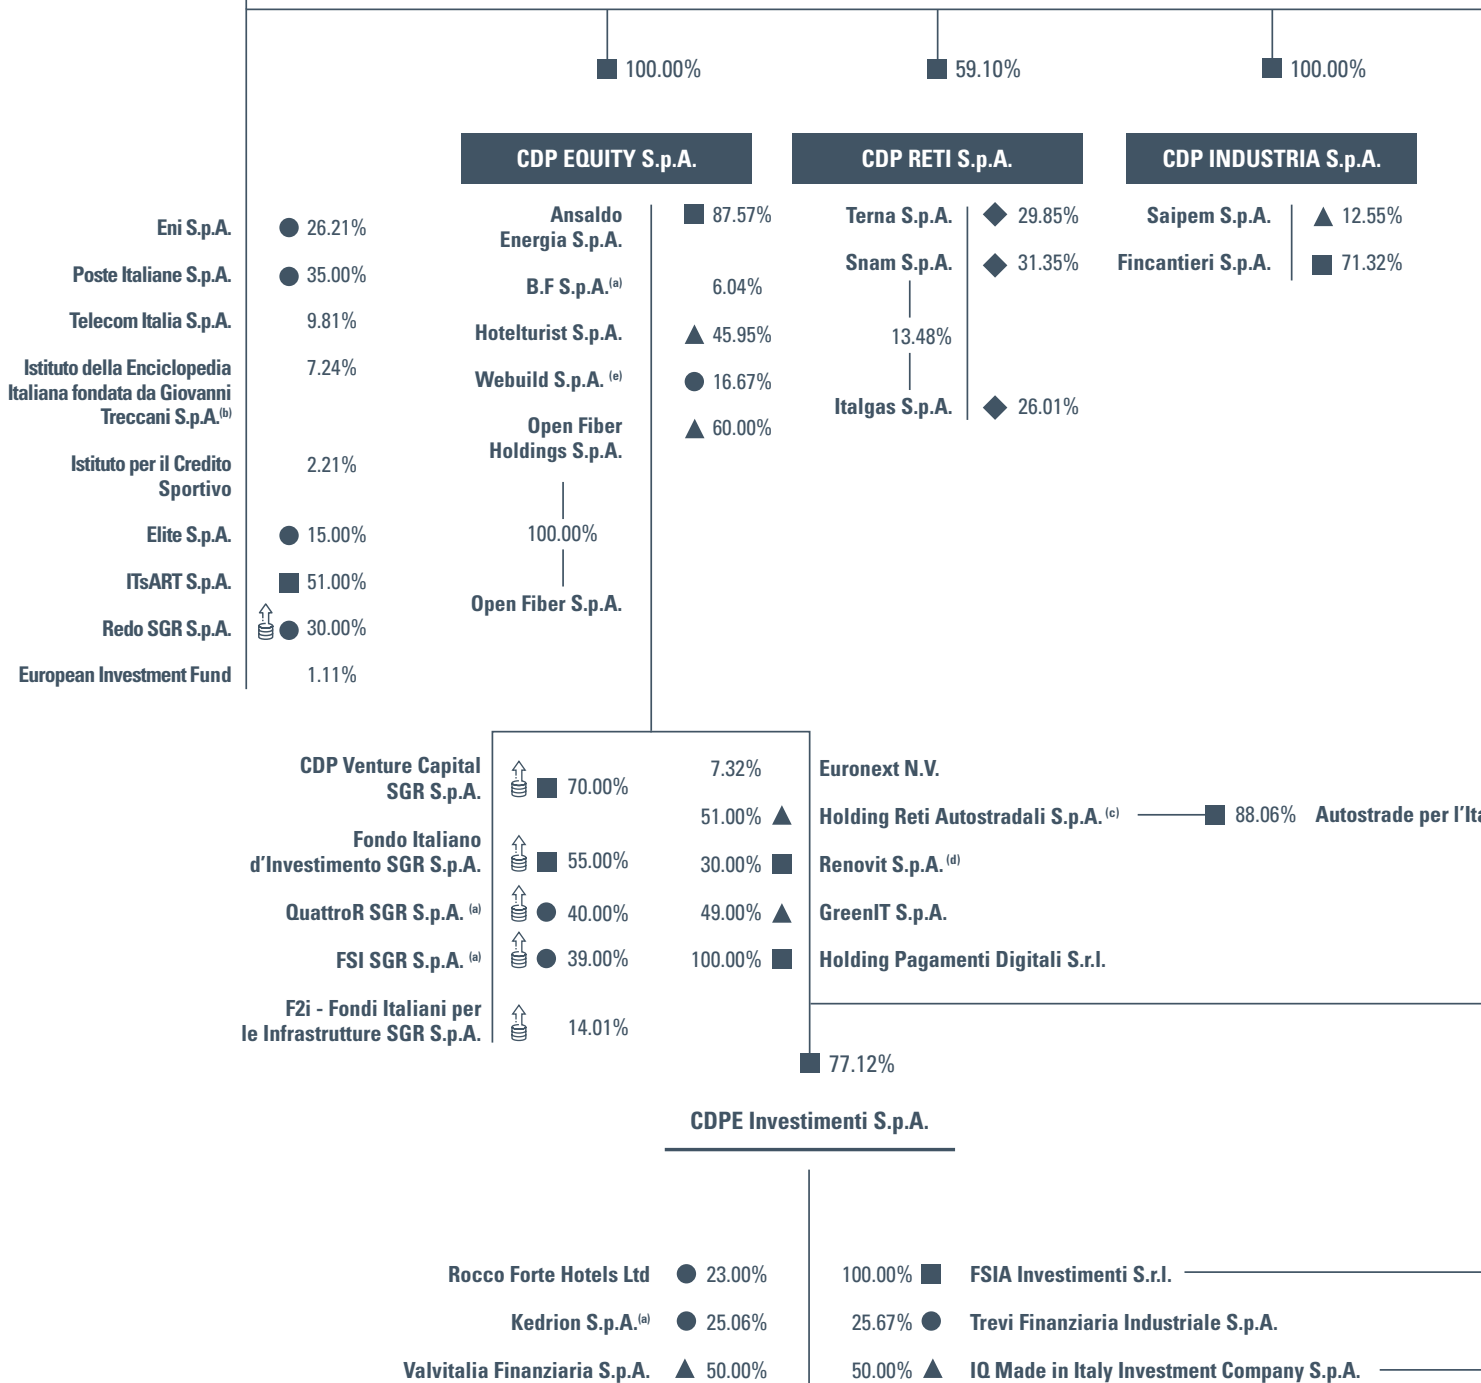 100.00%
59.10%
100.00%
CDP EQUITY S.p.A.
CDP RETI S.p.A.
CDP INDUSTRIA S.p.A.
Eni S.p.A. 26.21%
Poste Italiane S.p.A. 35.00%
Telecom Italia S.p.A. 9.81%
Istituto della Enciclopedia 7.24%
Italiana fondata da Giovanni
Treccani S.p.A.(b)
Istituto per il Credito 2.21%
Sportivo
Elite S.p.A. 15.00%
ITsART S.p.A. 51.00%
Redo SGR S.p.A. 30.00%
European Investment Fund 1.11%
Ansaldo 87.57%
Energia S.p.A.
B.F S.p.A.(a) 6.04%
Hotelturist S.p.A. 45.95%
Webuild S.p.A. (e) 16.67%
Open Fiber 60.00%
Holdings S.p.A.
100.00%
Open Fiber S.p.A.
Terna S.p.A. 29.85%
Snam S.p.A. 31.35%
13.48%
Italgas S.p.A. 26.01%
Saipem S.p.A. 12.55%
Fincantieri S.p.A. 71.32%
CDP Venture Capital
SGR S.p.A. 70.00%
Fondo Italiano
d'Investimento SGR S.p.A. 55.00%
QuattroR SGR S.p.A. (a) 40.00%
FSI SGR S.p.A. (a) 39.00%
F2i - Fondi Italiani per
le Infrastrutture SGR S.p.A. 14.01%
7.32% Euronext N.V.
51.00% Holding Reti Autostradali S.p.A. (c) 88.06% Autostrade per l'Ita
30.00% Renovit S.p.A. (d)
49.00% GreenIT S.p.A.
100.00% Holding Pagamenti Digitali S.r.l.
77.12%
CDPE Investimenti S.p.A.
Rocco Forte Hotels Ltd 23.00%
Kedrion S.p.A.(a) 25.06%
Valvitalia Finanziaria S.p.A. 50.00%
100.00% FSIA Investimenti S.r.l.
25.67% Trevi Finanziaria Industriale S.p.A.
50.00% IQ Made in Italy Investment Company S.p.A.